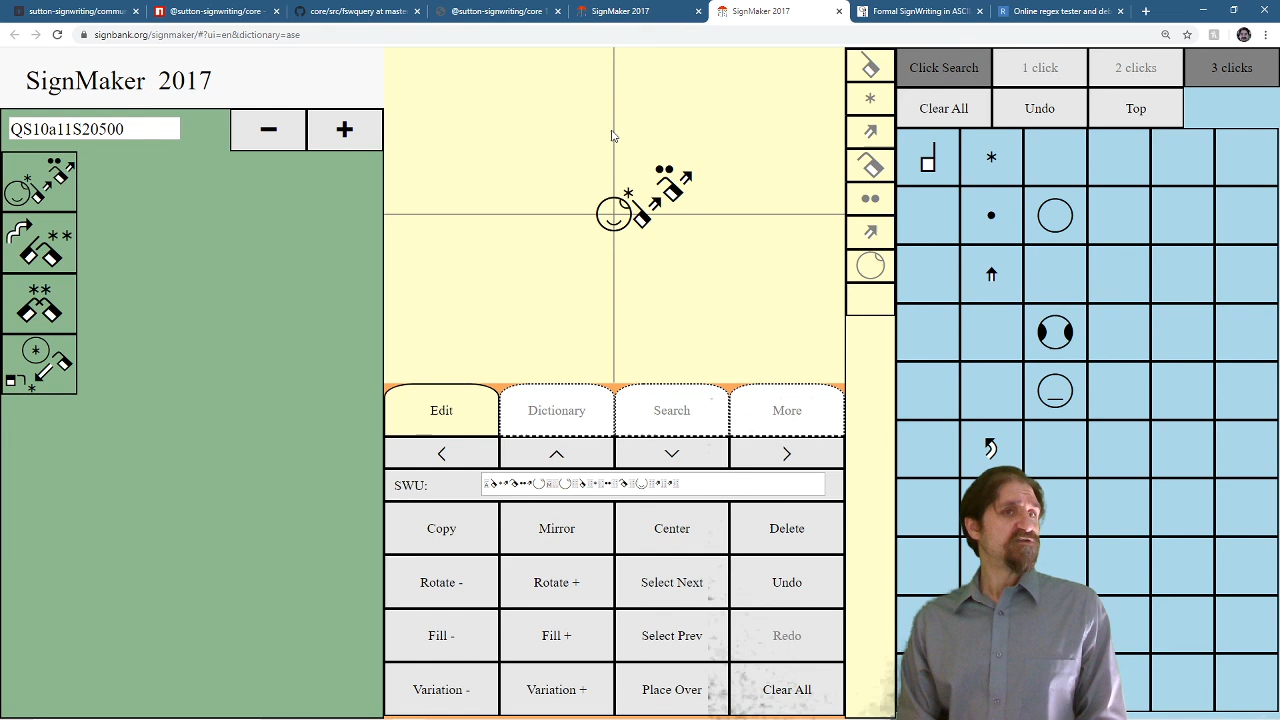 sutton-signwriting/commun
@sutton-signwriting/core -
core/src/fswquery at maste
@sutton-signwriting/core 1
SignMaker 2017
SignMaker 2017
Formal SignWriting in ASCII
Online regex tester and deb
signbank.org/signmaker/#?ui=en&dictionary=ase
SignMaker 2017
QS10a11S20500
− +
Click Search 1 click 2 clicks 3 clicks
Clear All Undo Top
Edit Dictionary Search More
SWU:
Copy Mirror Center Delete
Rotate - Rotate + Select Next Undo
Fill - Fill + Select Prev Redo
Variation - Variation + Place Over Clear All